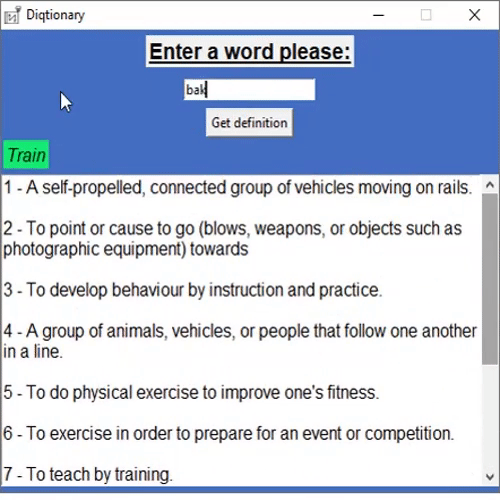 Diqtionary
Enter a word please:
bak
Get definition
Train
1 - A self-propelled, connected group of vehicles moving on rails.
2 - To point or cause to go (blows, weapons, or objects such as
photographic equipment) towards
3 - To develop behaviour by instruction and practice.
4 - A group of animals, vehicles, or people that follow one another
in a line.
5 - To do physical exercise to improve one's fitness.
6 - To exercise in order to prepare for an event or competition.
7 - To teach by training.